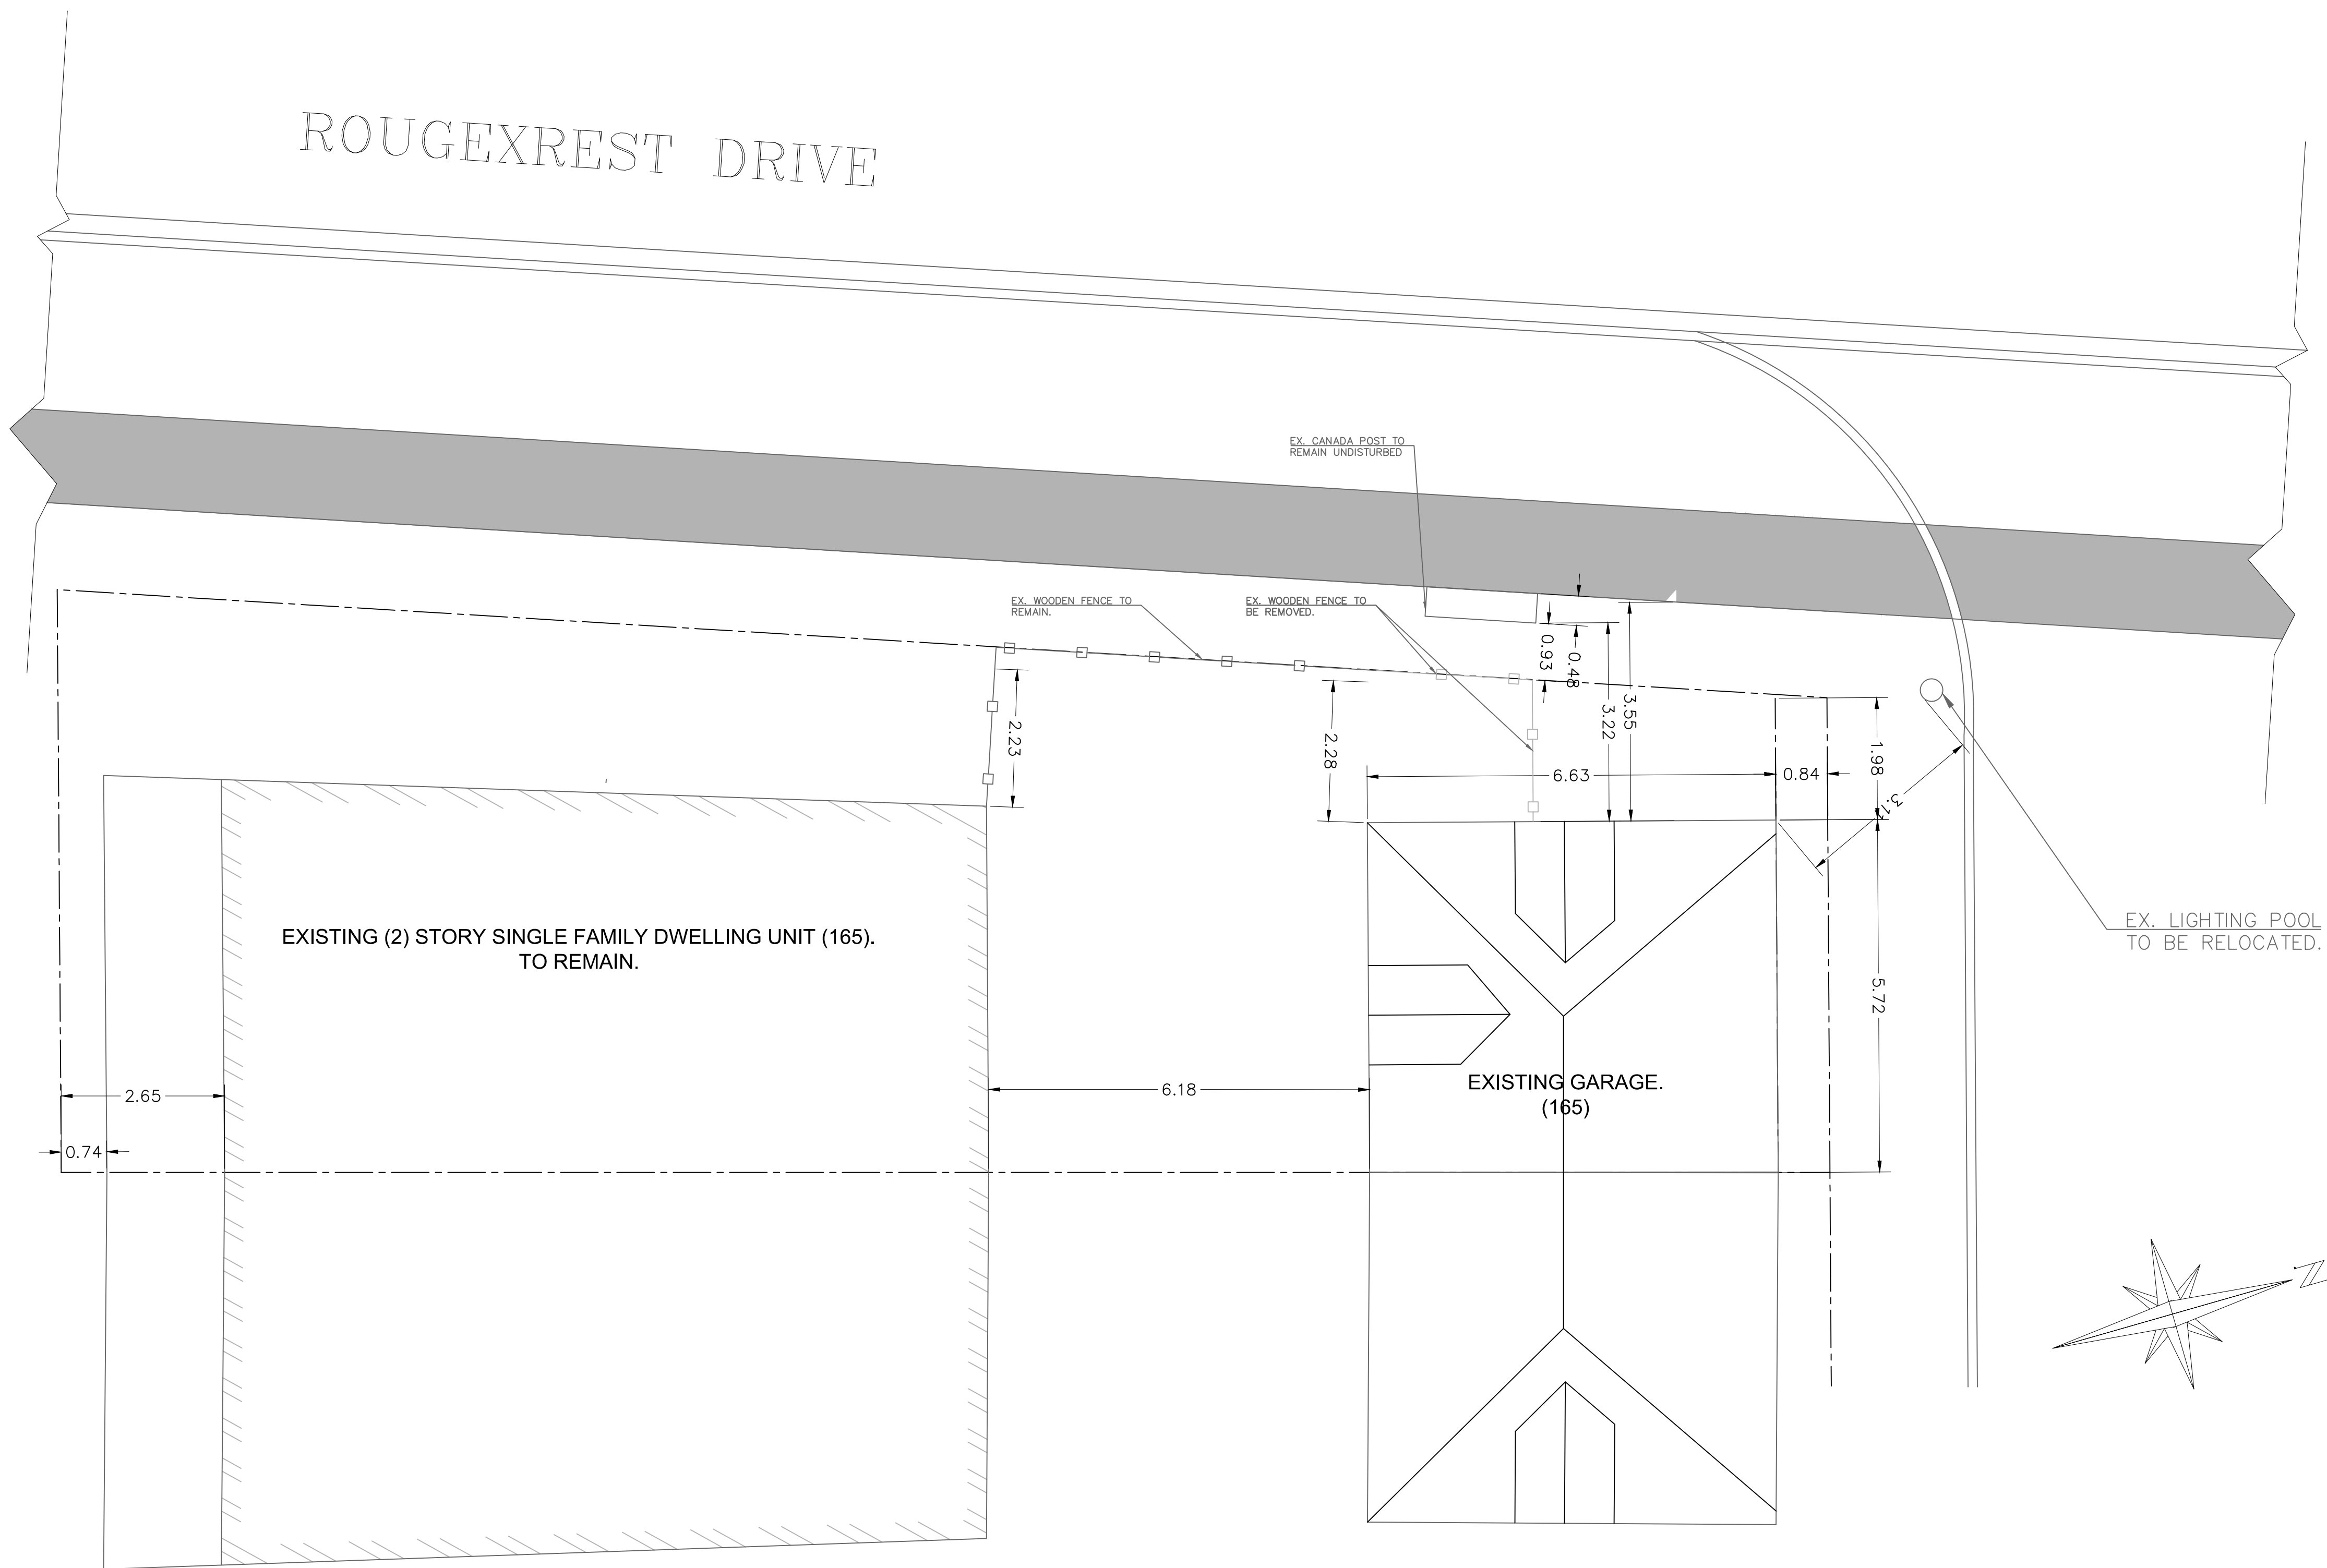 ROUGEXREST DRIVE
EX. CANADA POST TO
REMAIN UNDISTURBED
EX. WOODEN FENCE TO
REMAIN.
EX. WOODEN FENCE TO
BE REMOVED.
0.93
0.48
3.55
3.22
2.23
2.28
6.63
0.84
1.98
EX. LIGHTING POOL
TO BE RELOCATED.
EXISTING (2) STORY SINGLE FAMILY DWELLING UNIT (165).
TO REMAIN.
5.72
EXISTING GARAGE.
(165)
2.65
6.18
0.74
N